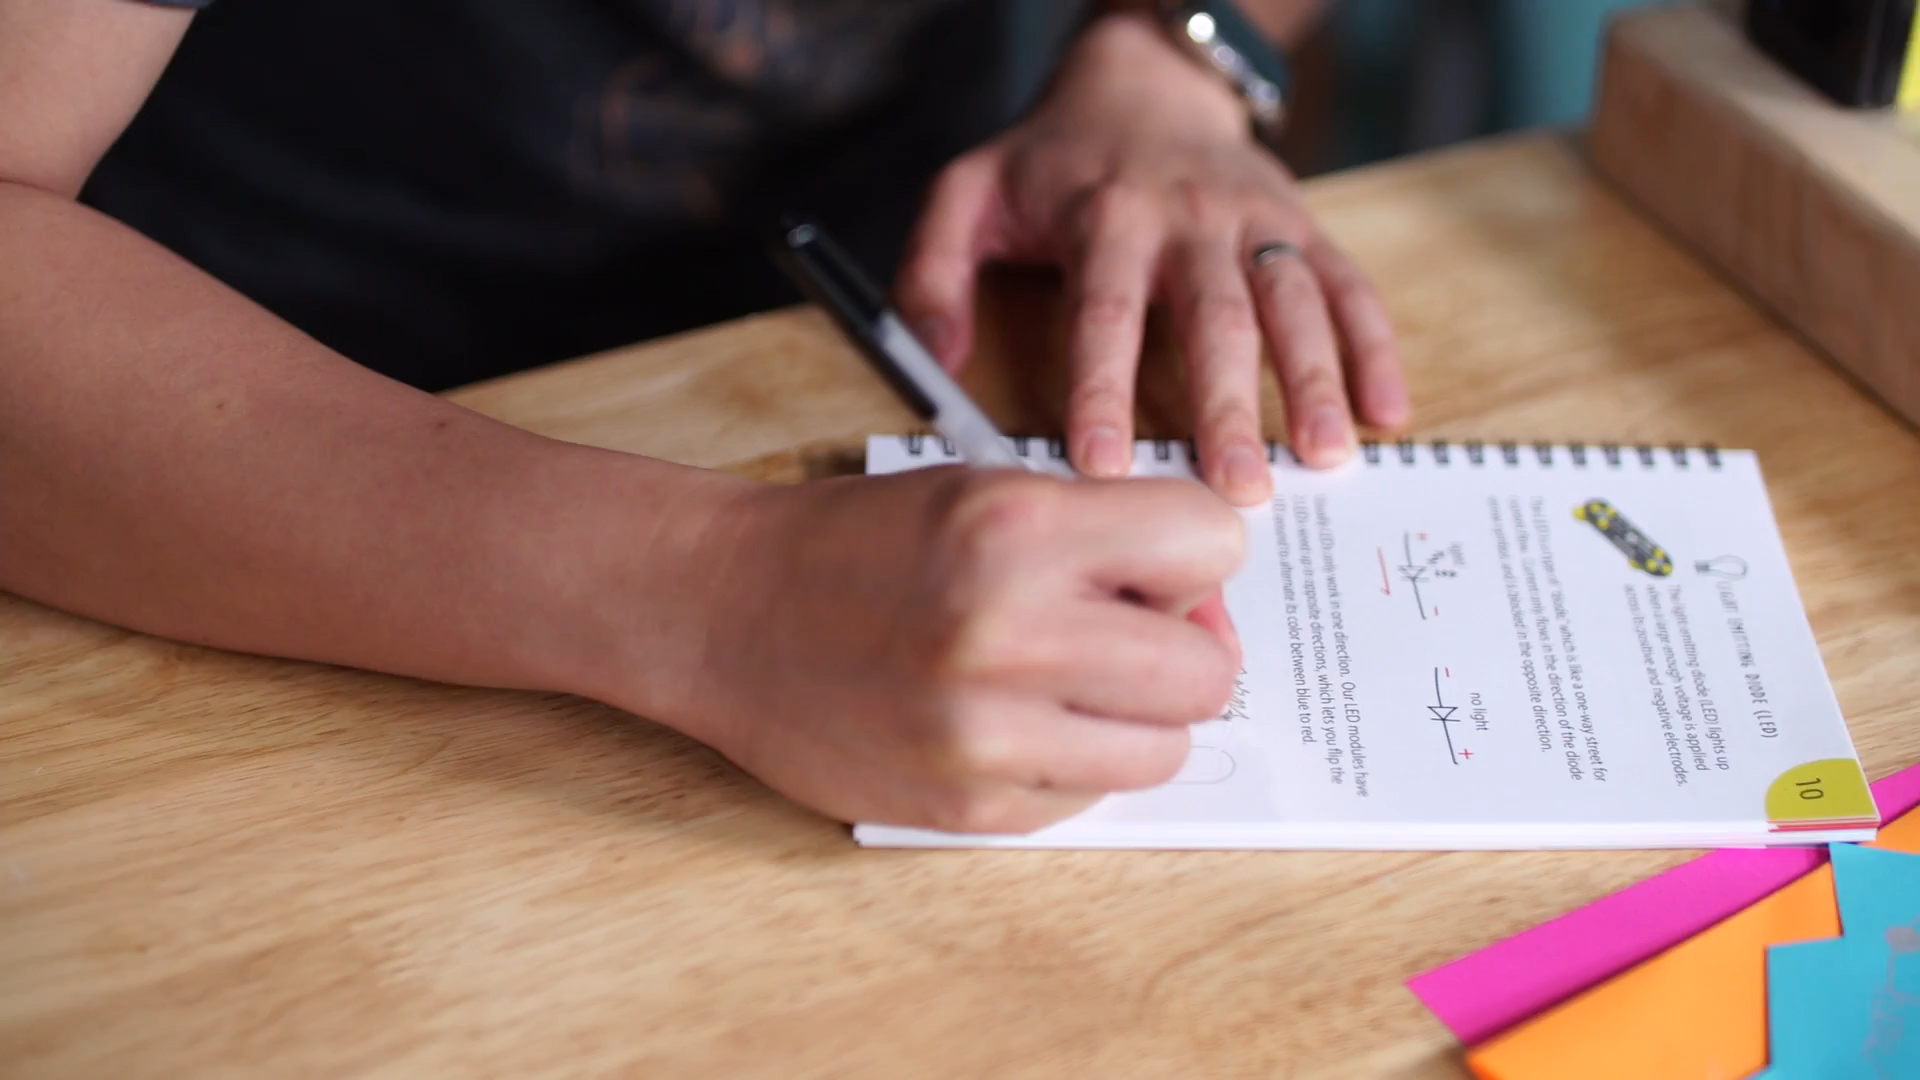 LIGHT EMITTING DIODE (LED)
The light-emitting diode (LED) lights up
when a large enough voltage is applied
across its positive and negative electrodes.
This LED is a type of "diode," which is like a one-way street for
current flow. Current only flows in the direction of the diode
arrow symbol, and is blocked in the opposite direction.
light!
+
-
no light
-
+
Usually LEDs only work in one direction. Our LED modules have
2 LEDs wired up in opposite directions, which lets you flip the
LED around to alternate its color between blue to red.
10